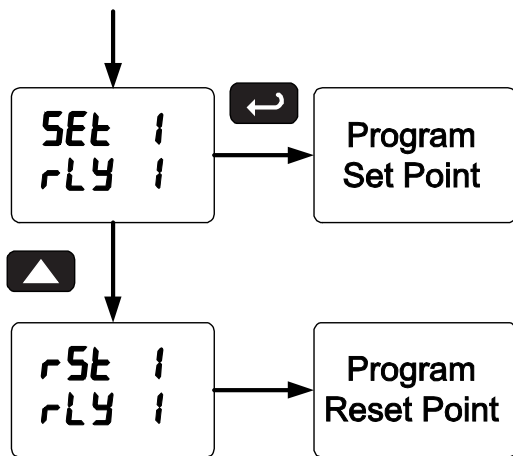 SEt 1
rLY 1
Program
Set Point
rSt 1
rLY 1
Program
Reset Point